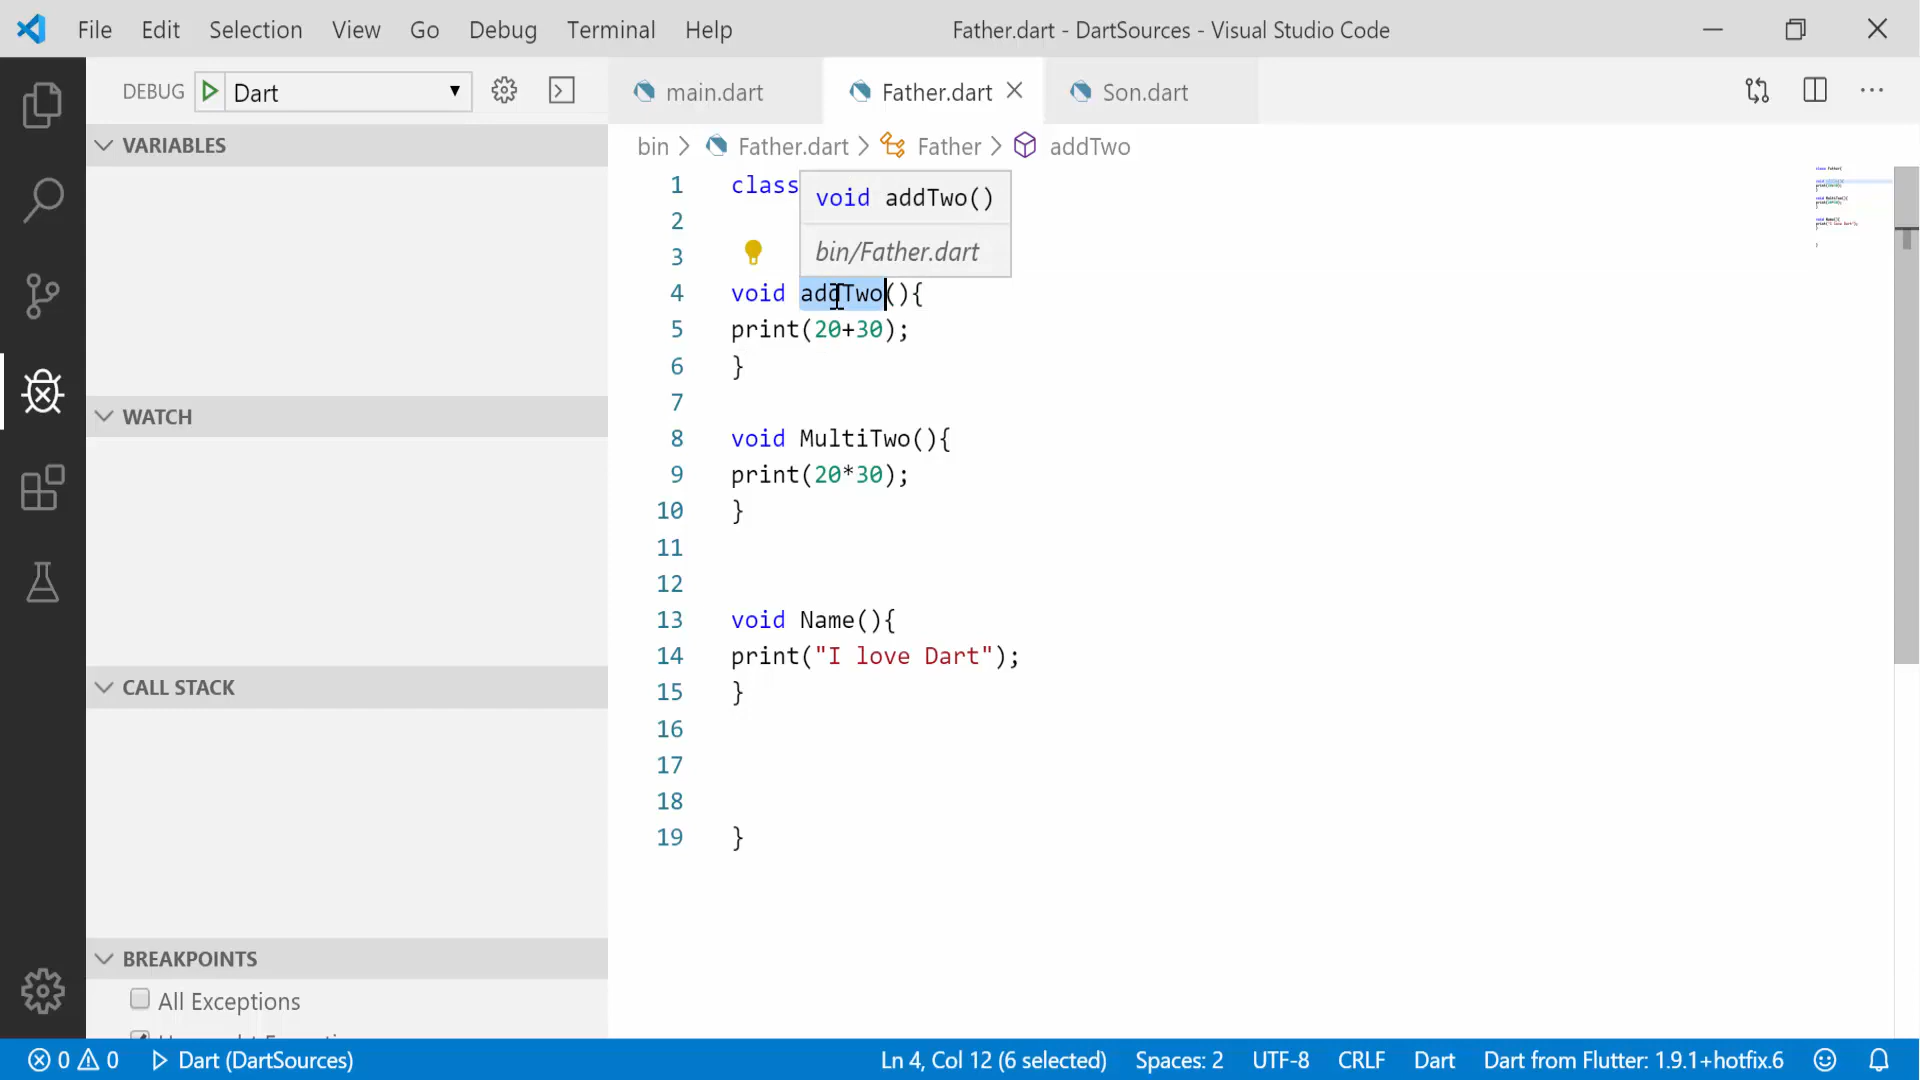 File Edit Selection View Go Debug Terminal Help Father.dart - DartSources - Visual Studio Code
DEBUG Dart
main.dart Father.dart Son.dart
VARIABLES
WATCH
CALL STACK
BREAKPOINTS
All Exceptions
bin Father.dart Father addTwo
1 class
void addTwo()
2
bin/Father.dart
3
4 void addTwo(){
5 print(20+30);
6 }
7
8 void MultiTwo(){
9 print(20*30);
10 }
11
12
13 void Name(){
14 print("I love Dart");
15 }
16
17
18
19 }
0 0 Dart (DartSources) Ln 4, Col 12 (6 selected) Spaces: 2 UTF-8 CRLF Dart Dart from Flutter: 1.9.1+hotfix.6